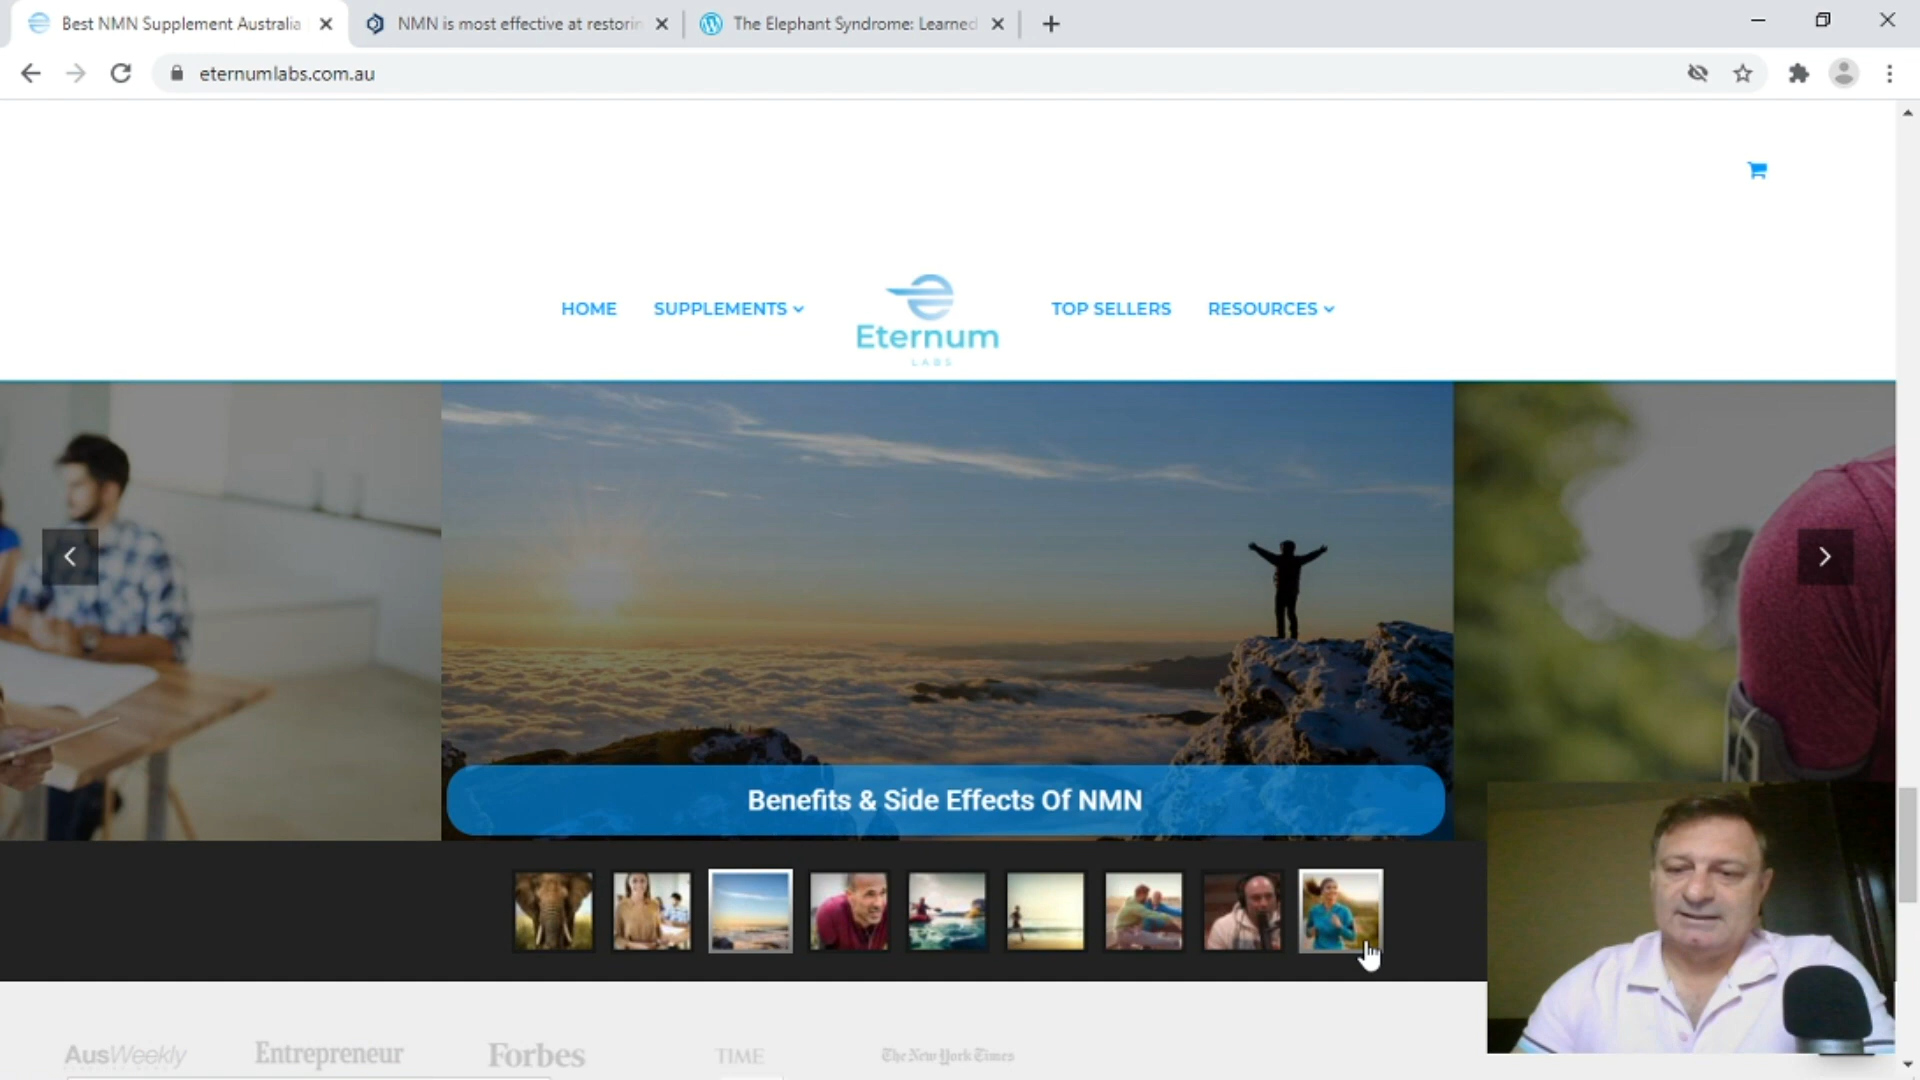 Best NMN Supplement Australia
NMN is most effective at restorin
The Elephant Syndrome: Learned
eternumlabs.com.au
HOME
SUPPLEMENTS
Eternum
LABS
TOP SELLERS
RESOURCES
Benefits & Side Effects Of NMN
AusWeekly
Entrepreneur
Forbes
TIME
The New York Times